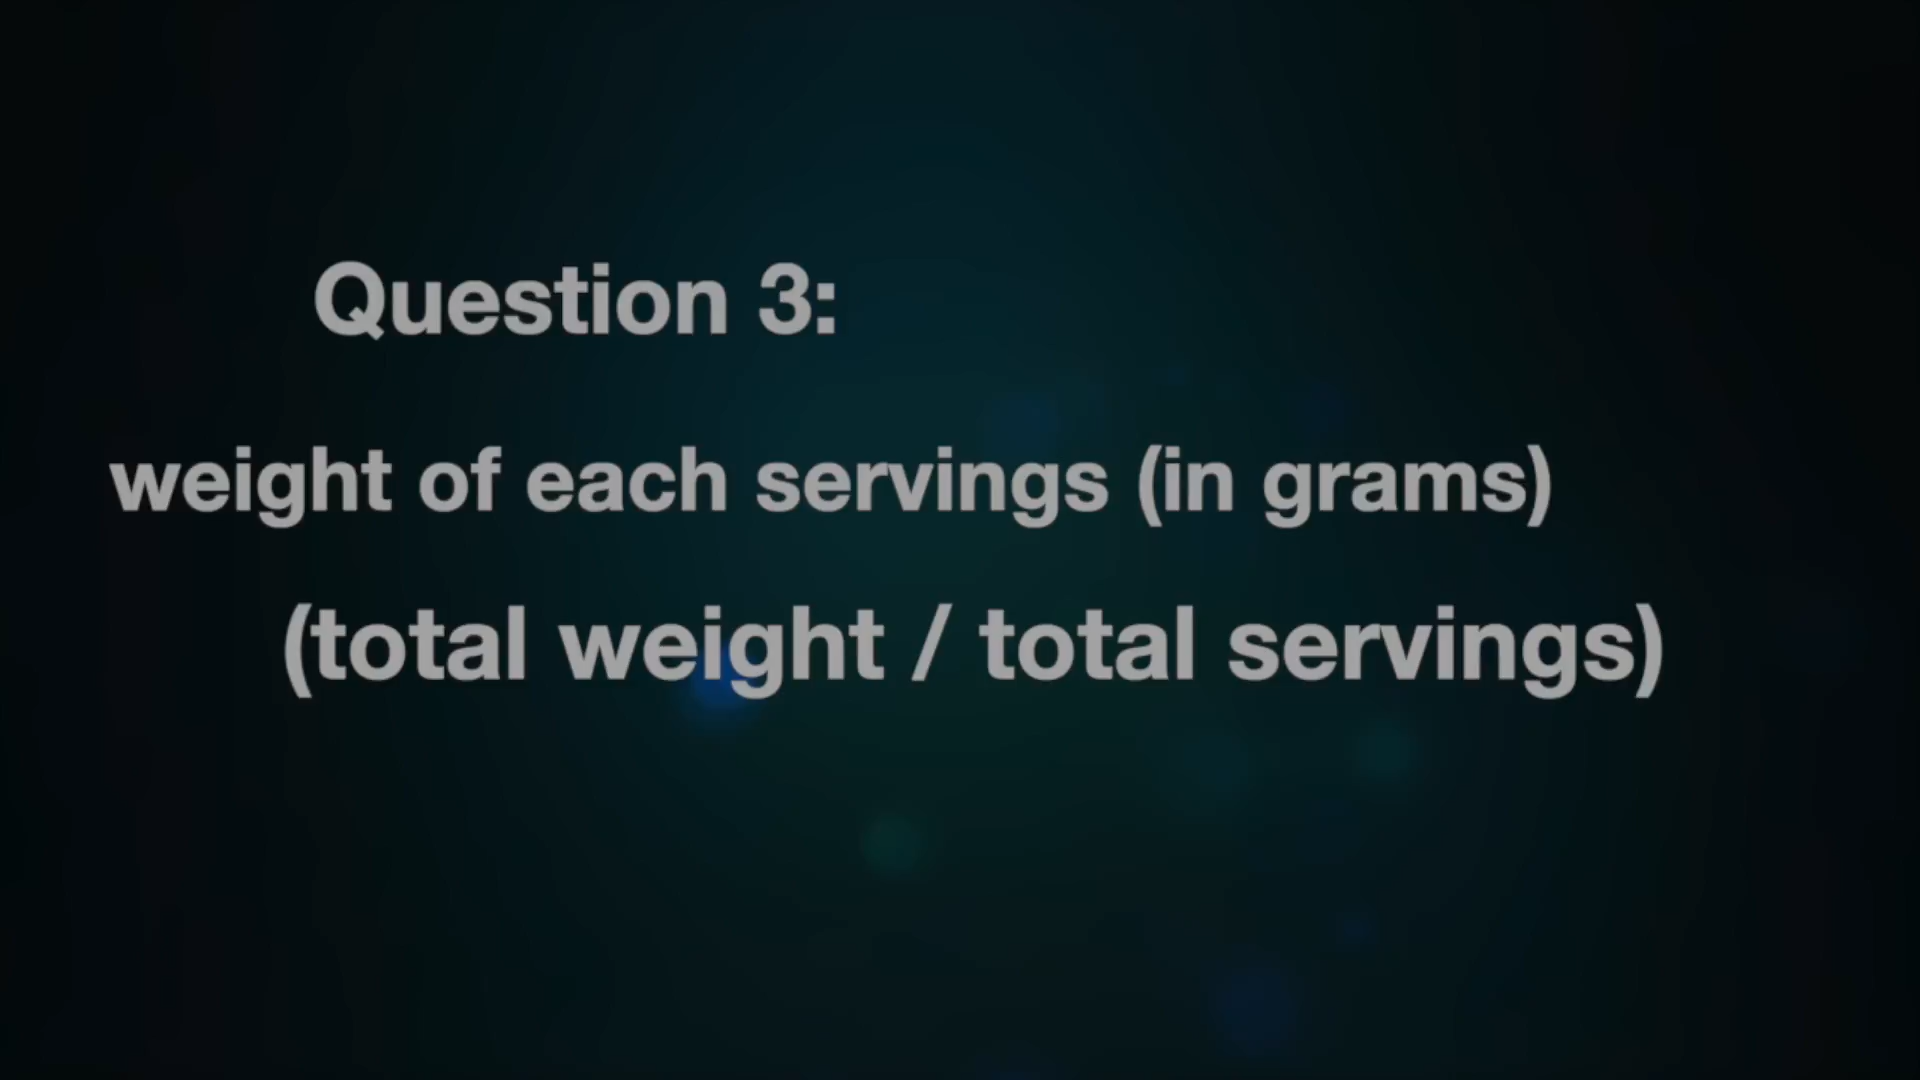 Question 3:
weight of each servings (in grams)
(total weight / total servings)